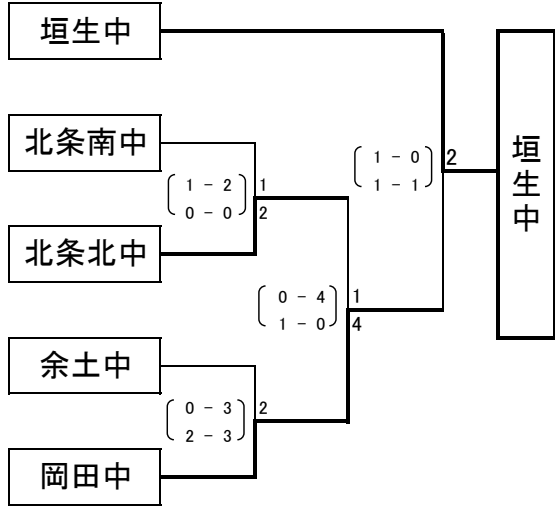 垣生中
北条南中
1 - 2
0 - 0
1
2
北条北中
1 - 0
1 - 1
2
垣生中
0 - 4
1 - 0
1
4
余土中
0 - 3
2 - 3
2
岡田中